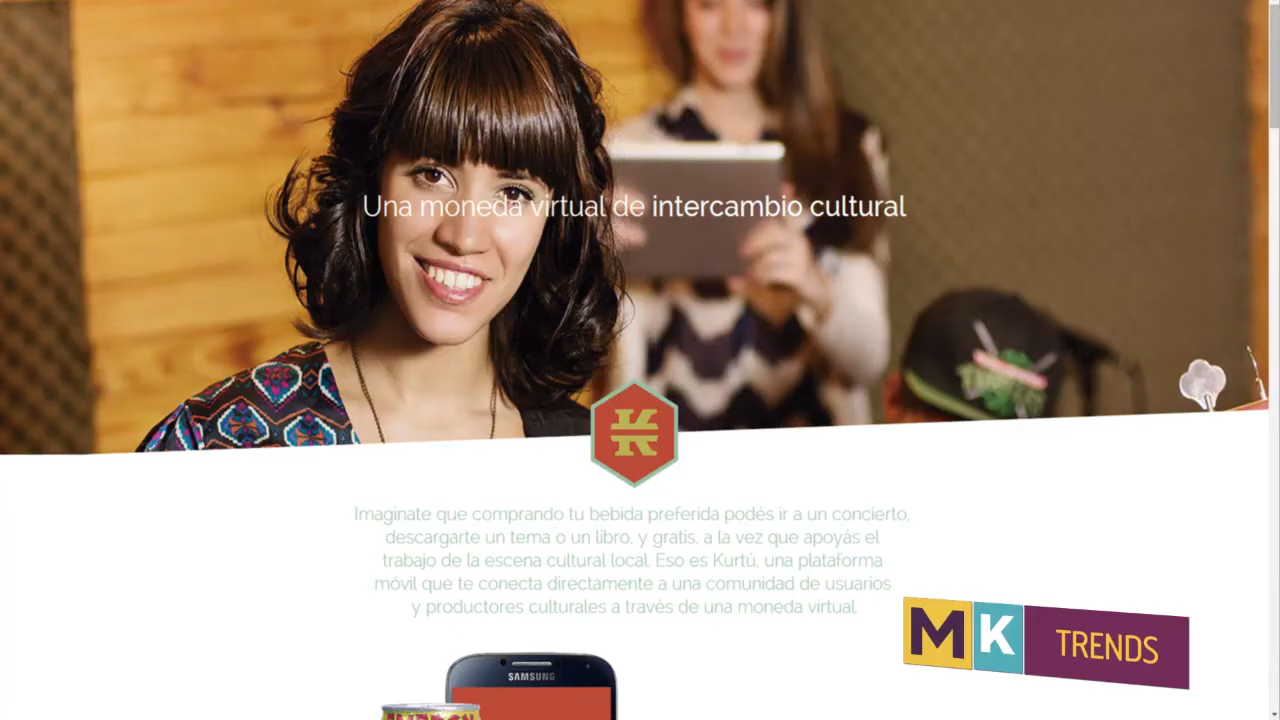 Una moneda virtual de intercambio cultural
K
Imaginate que comprando tu bebida preferida podés ir a un concierto,
descargarte un tema o un libro, y gratis, a la vez que apoyás el
trabajo de la escena cultural local. Eso es Kurtú, una plataforma
móvil que te conecta directamente a una comunidad de usuarios
y productores culturales a través de una moneda virtual.
MK TRENDS
SAMSUNG